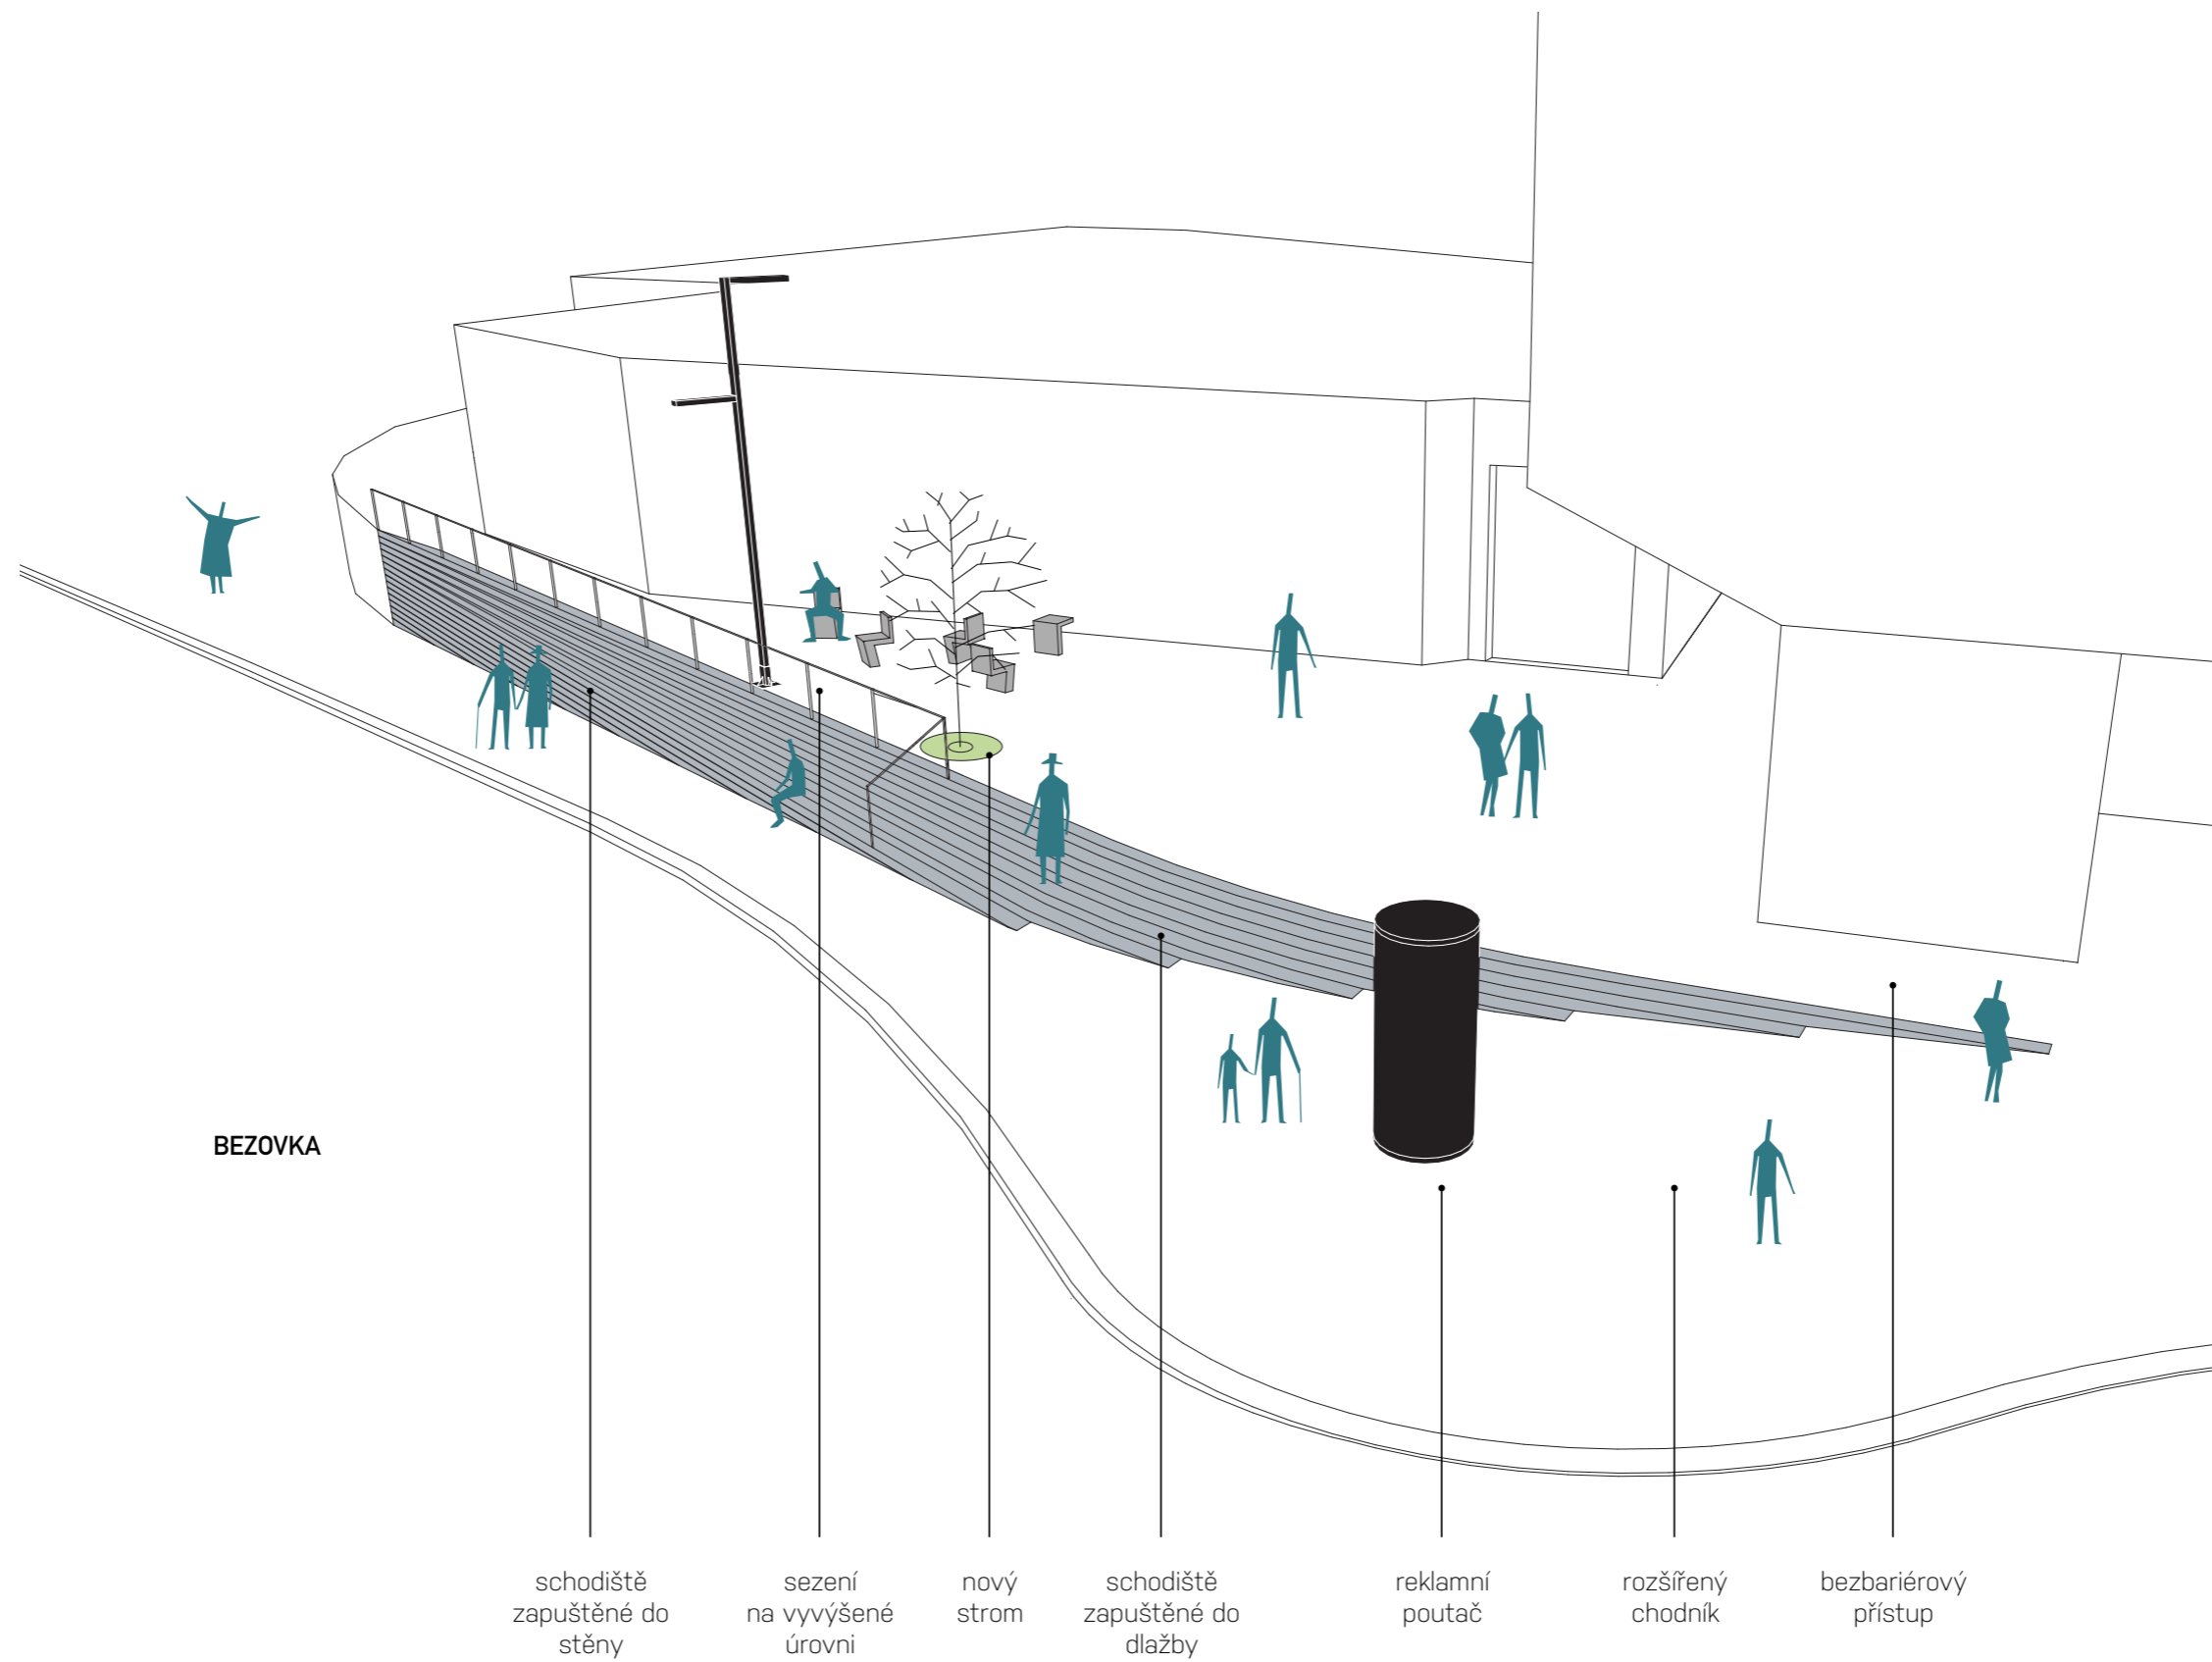 BEZOVKA
schodiště
zapuštěné do
stěny
sezení
na vyvýšené
úrovni
nový
strom
schodiště
zapuštěné do
dlažby
reklamní
poutač
rozšířený
chodník
bezbariérový
přístup